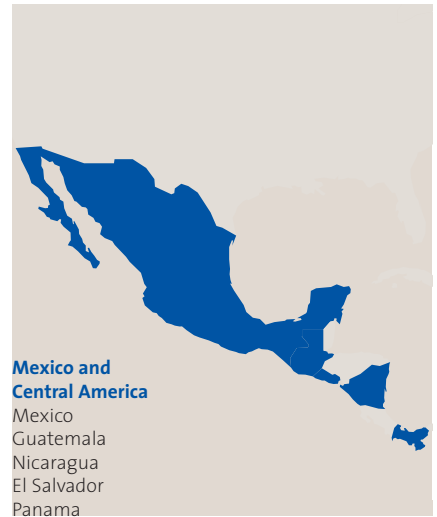 Mexico and
Central America
Mexico
Guatemala
Nicaragua
El Salvador
Panama